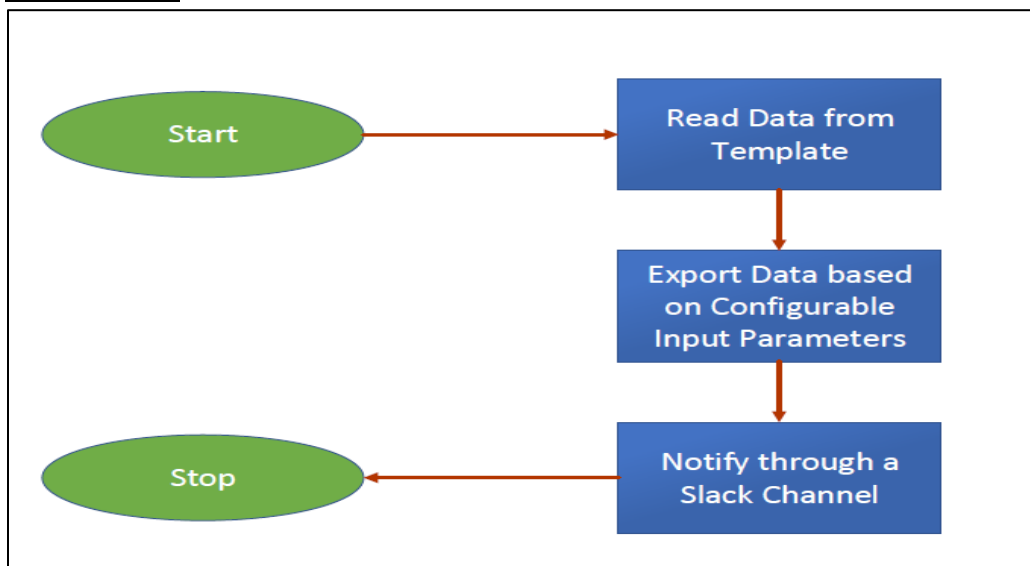 Start
Read Data from
Template
Export Data based
on Configurable
Input Parameters
Notify through a
Slack Channel
Stop